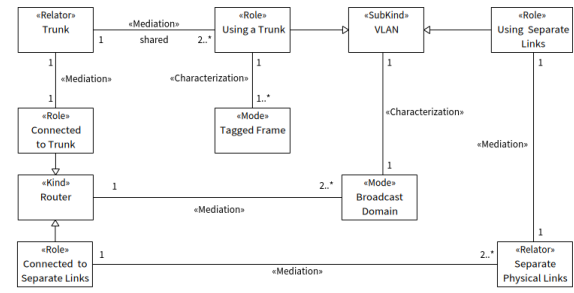 «Relator»
Trunk
«Mediation»
1
shared
2..*
«Role»
Using a Trunk
«SubKind»
VLAN
«Role»
Using Separate
Links
1
«Mediation»
1
1
«Characterization»
1..*
1
«Characterization»
1
1
«Mediation»
1
«Role»
Connected
to Trunk
«Mode»
Tagged Frame
«Kind»
Router
1
2..*
«Mediation»
«Mode»
Broadcast
Domain
«Role»
Connected to
Separate Links
1
2..*
«Mediation»
«Relator»
Separate
Physical Links